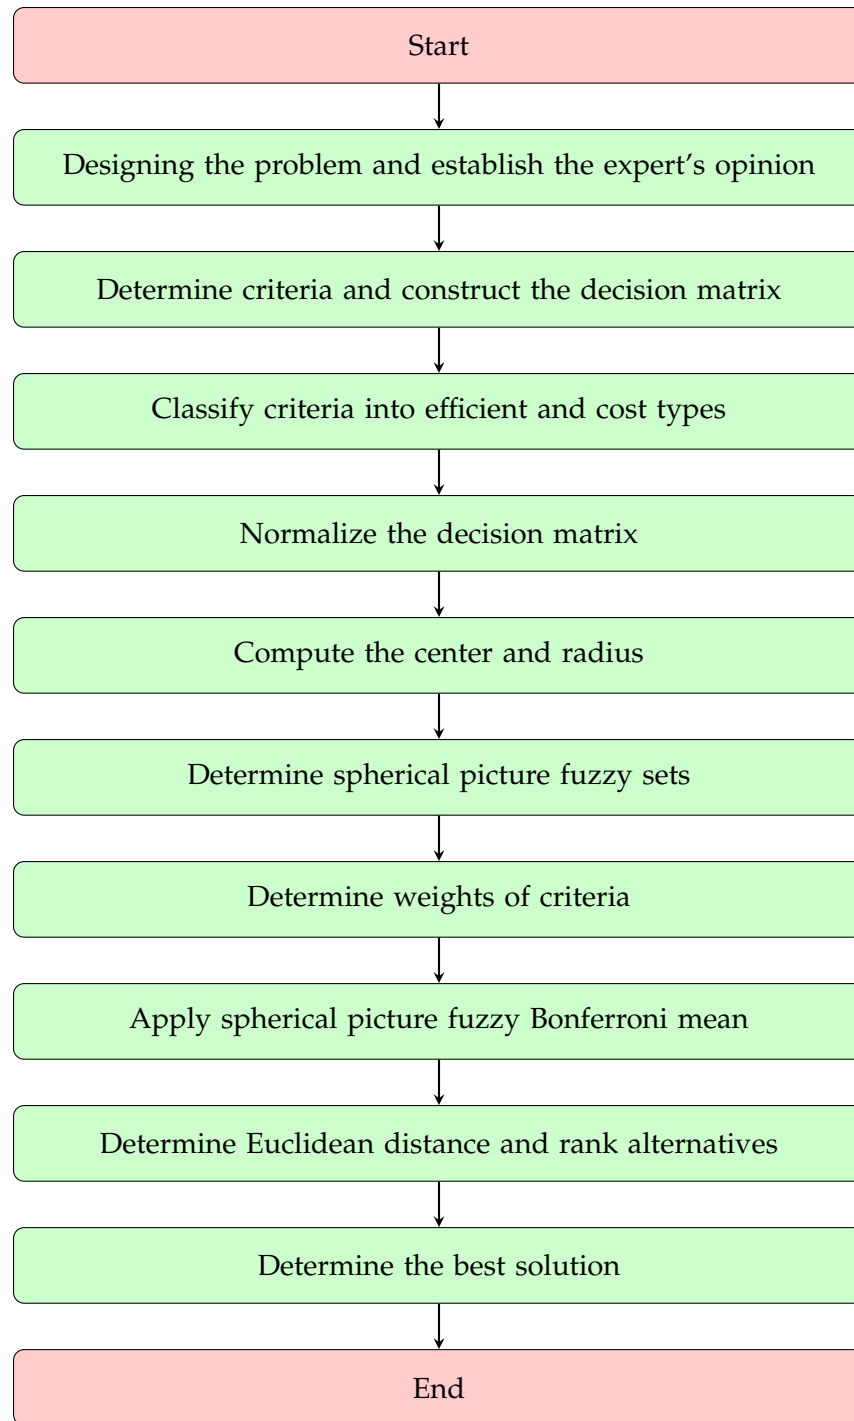 Start
Designing the problem and establish the expert’s opinion
Determine criteria and construct the decision matrix
Classify criteria into efficient and cost types
Normalize the decision matrix
Compute the center and radius
Determine spherical picture fuzzy sets
Determine weights of criteria
Apply spherical picture fuzzy Bonferroni mean
Determine Euclidean distance and rank alternatives
Determine the best solution
End